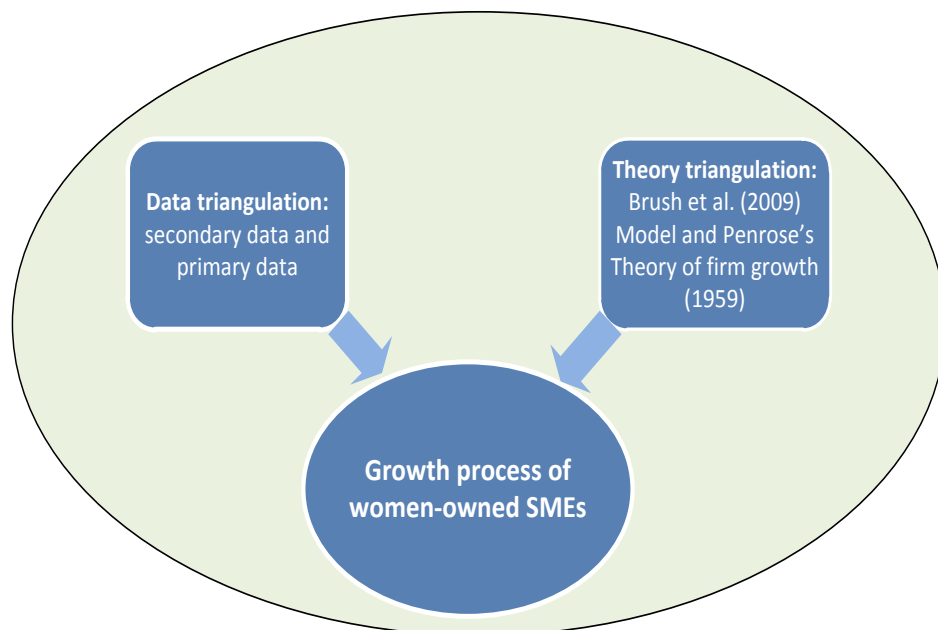 Data triangulation:
secondary data and
primary data
Theory triangulation:
Brush et al. (2009)
Model and Penrose’s
Theory of firm growth
(1959)
Growth process of
women-owned SMEs